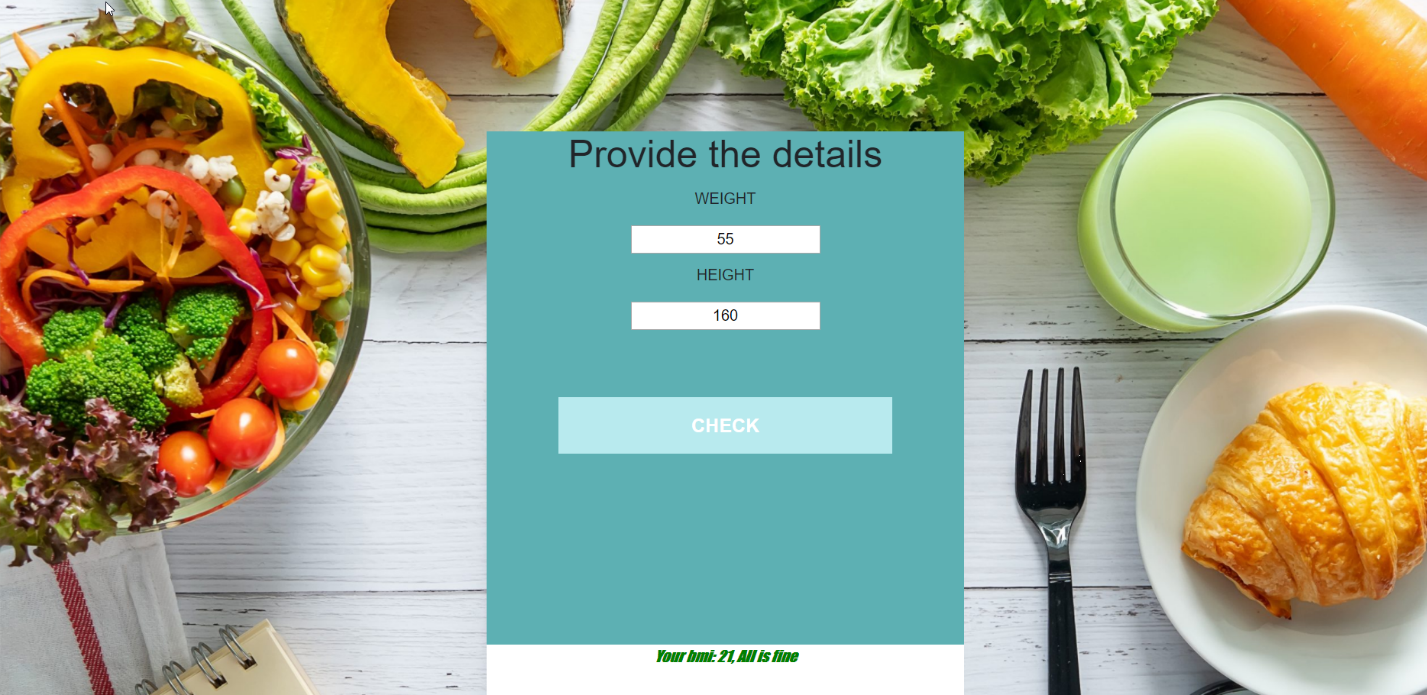 Provide the details
WEIGHT
55
HEIGHT
160
CHECK
Your bmi: 21, All is fine